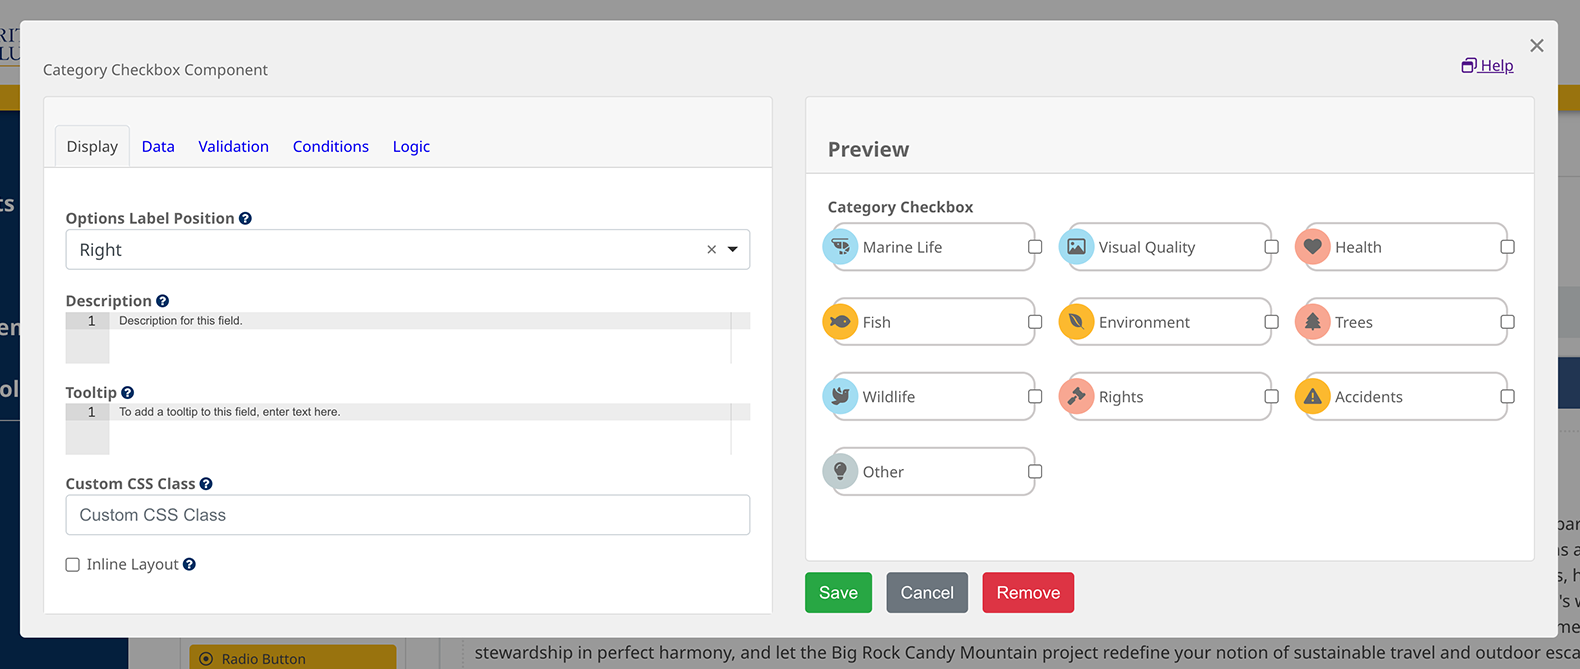 Category Checkbox Component
Help
Display Data Validation Conditions Logic
Options Label Position
Right
Description
1 Description for this field.
Tooltip
1 To add a tooltip to this field, enter text here.
Custom CSS Class
Custom CSS Class
Inline Layout
Preview
Category Checkbox
Marine Life Visual Quality Health
Fish Environment Trees
Wildlife Rights Accidents
Other
Save Cancel Remove
Radio Button
stewardship in perfect harmony, and let the Big Rock Candy Mountain project redefine your notion of sustainable travel and outdoor esca